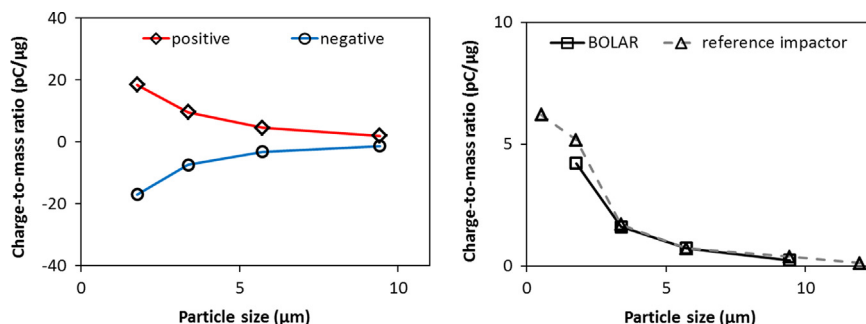 40
20
0
-20
-40
Charge-to-mass ratio (pC/µg)
positive
negative
0
5
10
Particle size (µm)
10
5
0
Charge-to-mass ratio (pC/µg)
BOLAR
reference impactor
0
5
10
Particle size (µm)